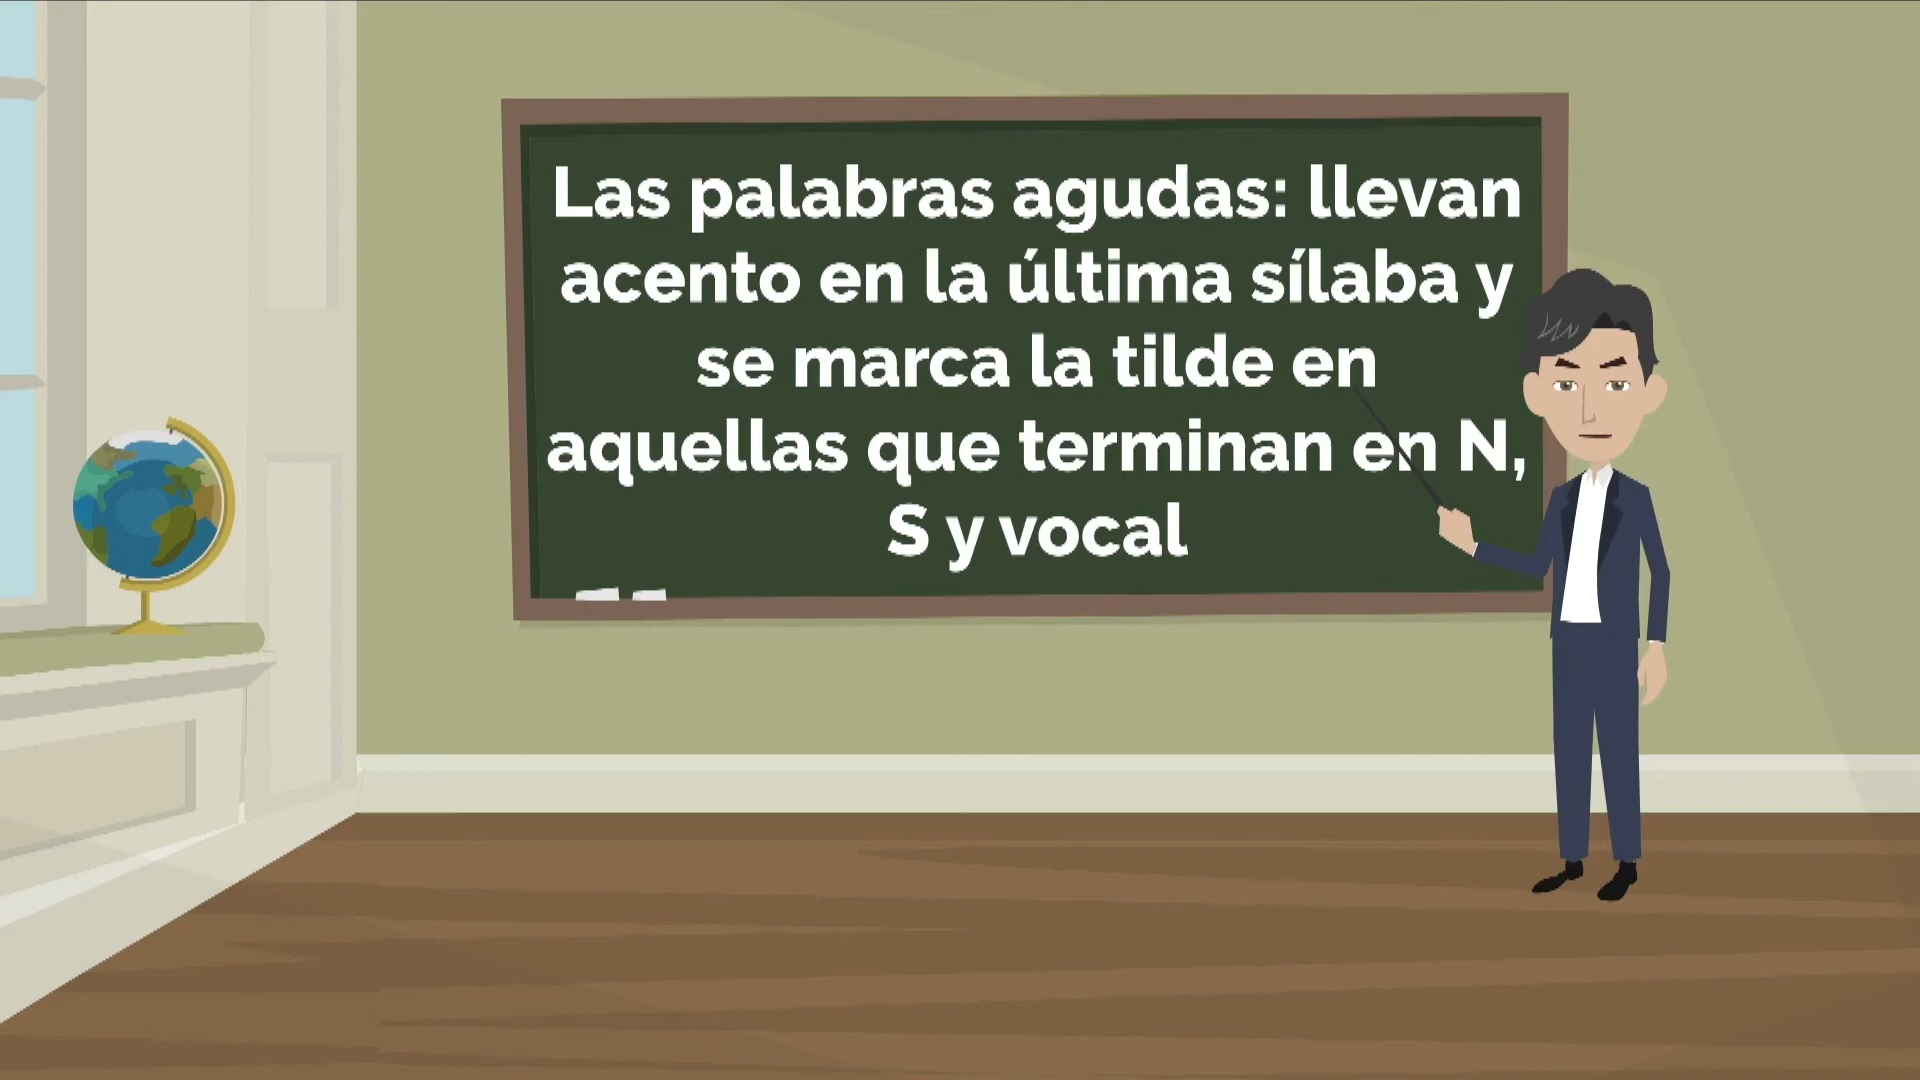 Las palabras agudas: llevan
acento en la última sílaba y
se marca la tilde en
aquellas que terminan en N,
S y vocal